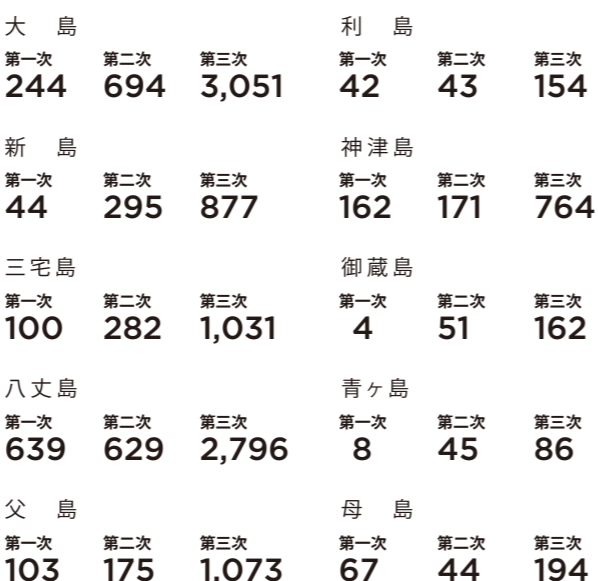 大　島　利　島
第一次 第二次 第三次 第一次 第二次 第三次
244 694 3,051 42 43 154
新　島　神津島
第一次 第二次 第三次 第一次 第二次 第三次
44 295 877 162 171 764
三宅島　御蔵島
第一次 第二次 第三次 第一次 第二次 第三次
100 282 1,031 4 51 162
八丈島　青ヶ島
第一次 第二次 第三次 第一次 第二次 第三次
639 629 2,796 8 45 86
父　島　母　島
第一次 第二次 第三次 第一次 第二次 第三次
103 175 1,073 67 44 194